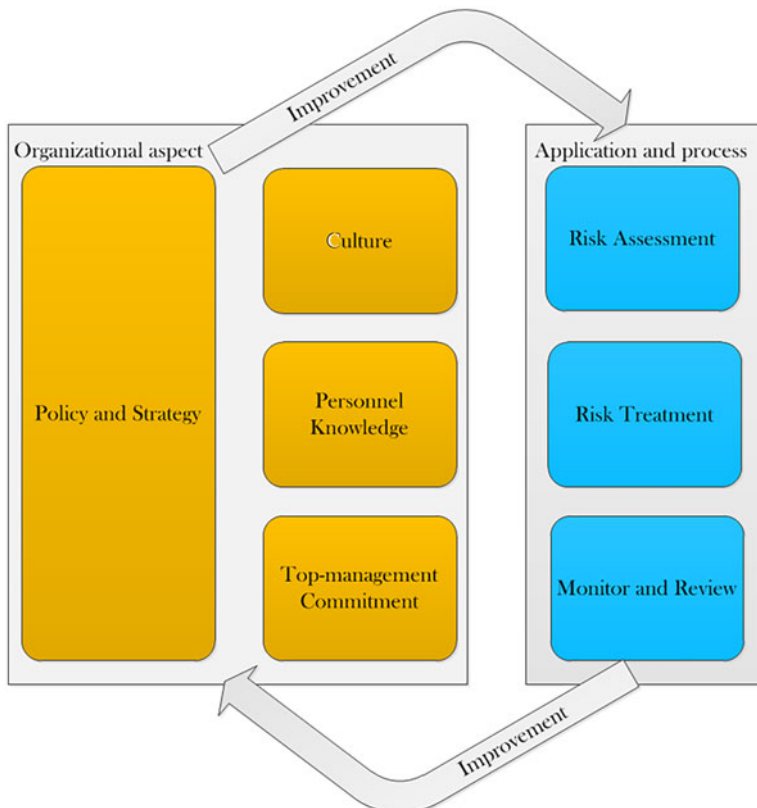 Improvement
Organizational aspect
Policy and Strategy
Culture
Personnel
Knowledge
Top-management
Commitment
Application and process
Risk Assessment
Risk Treatment
Monitor and Review
Improvement